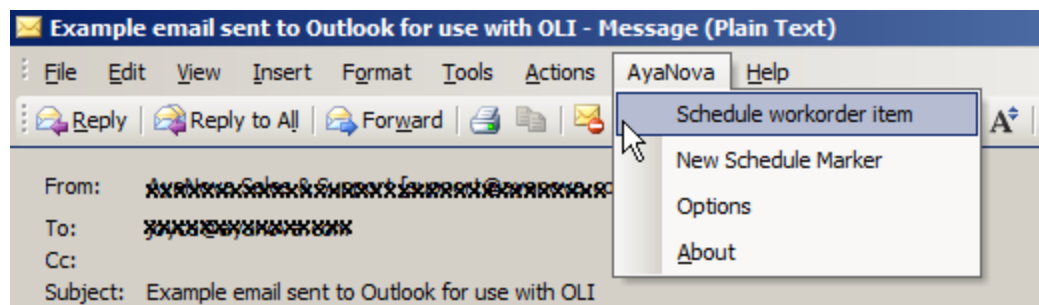 Example email sent to Outlook for use with OLI - Message (Plain Text)
File Edit View Insert Format Tools Actions AyaNova Help
Reply Reply to All Forward A
Schedule workorder item
New Schedule Marker
Options
About
From:
To:
Cc:
Subject: Example email sent to Outlook for use with OLI